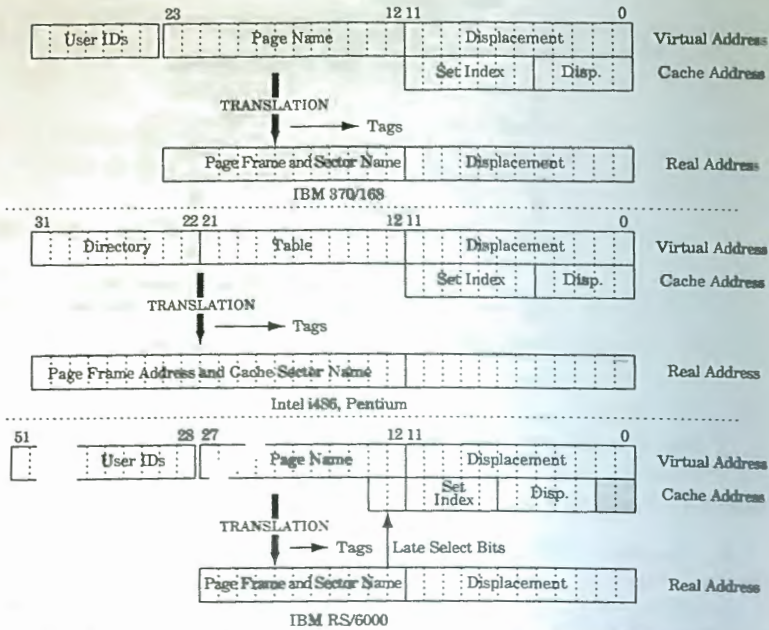 23 12 11 0
User IDs Page Name Displacement Virtual Address
Set Index Disp. Cache Address
TRANSLATION
Tags
Page Frame and Sector Name Displacement Real Address
IBM 370/168
31 22 21 12 11 0
Directory Table Displacement Virtual Address
Set Index Disp. Cache Address
TRANSLATION
Tags
Page Frame Address and Cache Sector Name Real Address
Intel i486, Pentium
51 28 27 12 11 0
User IDs Page Name Displacement Virtual Address
Set Index Disp. Cache Address
TRANSLATION
Tags Late Select Bits
Page Frame and Sector Name Displacement Real Address
IBM RS/6000